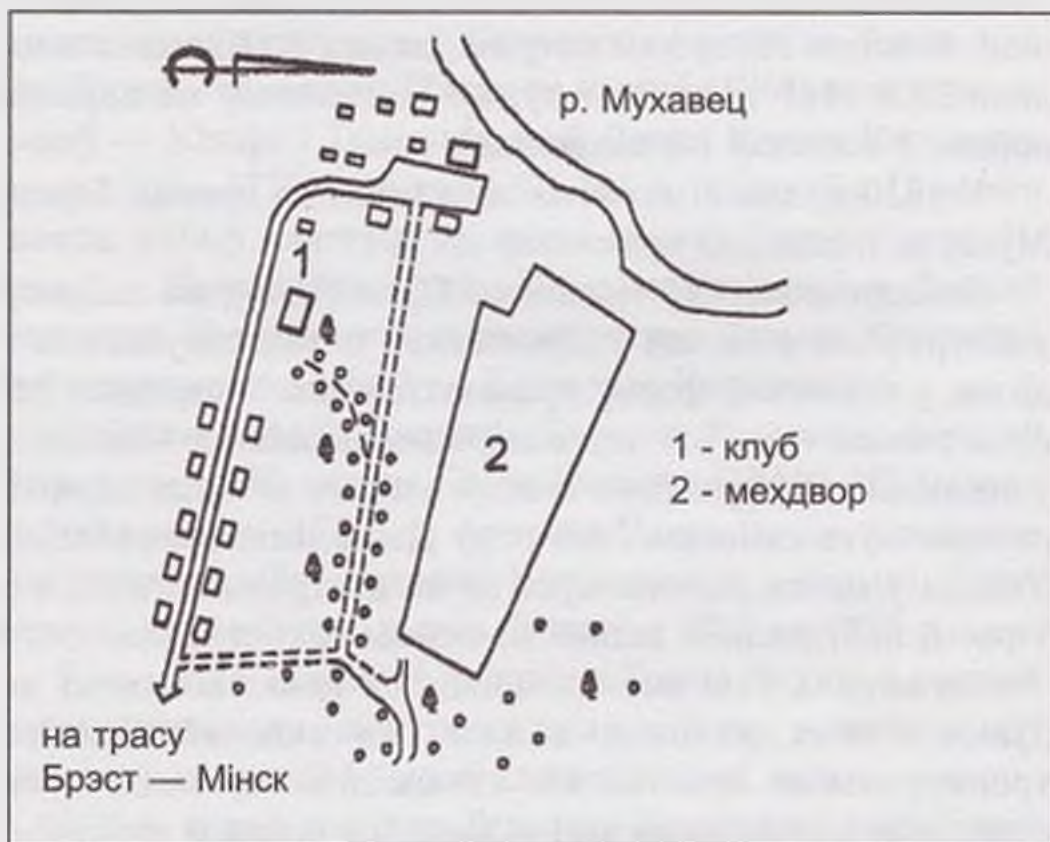 р. Мухавец
1
2
1 - клуб
2 - мехдвор
на трасу
Брэст — Мінск